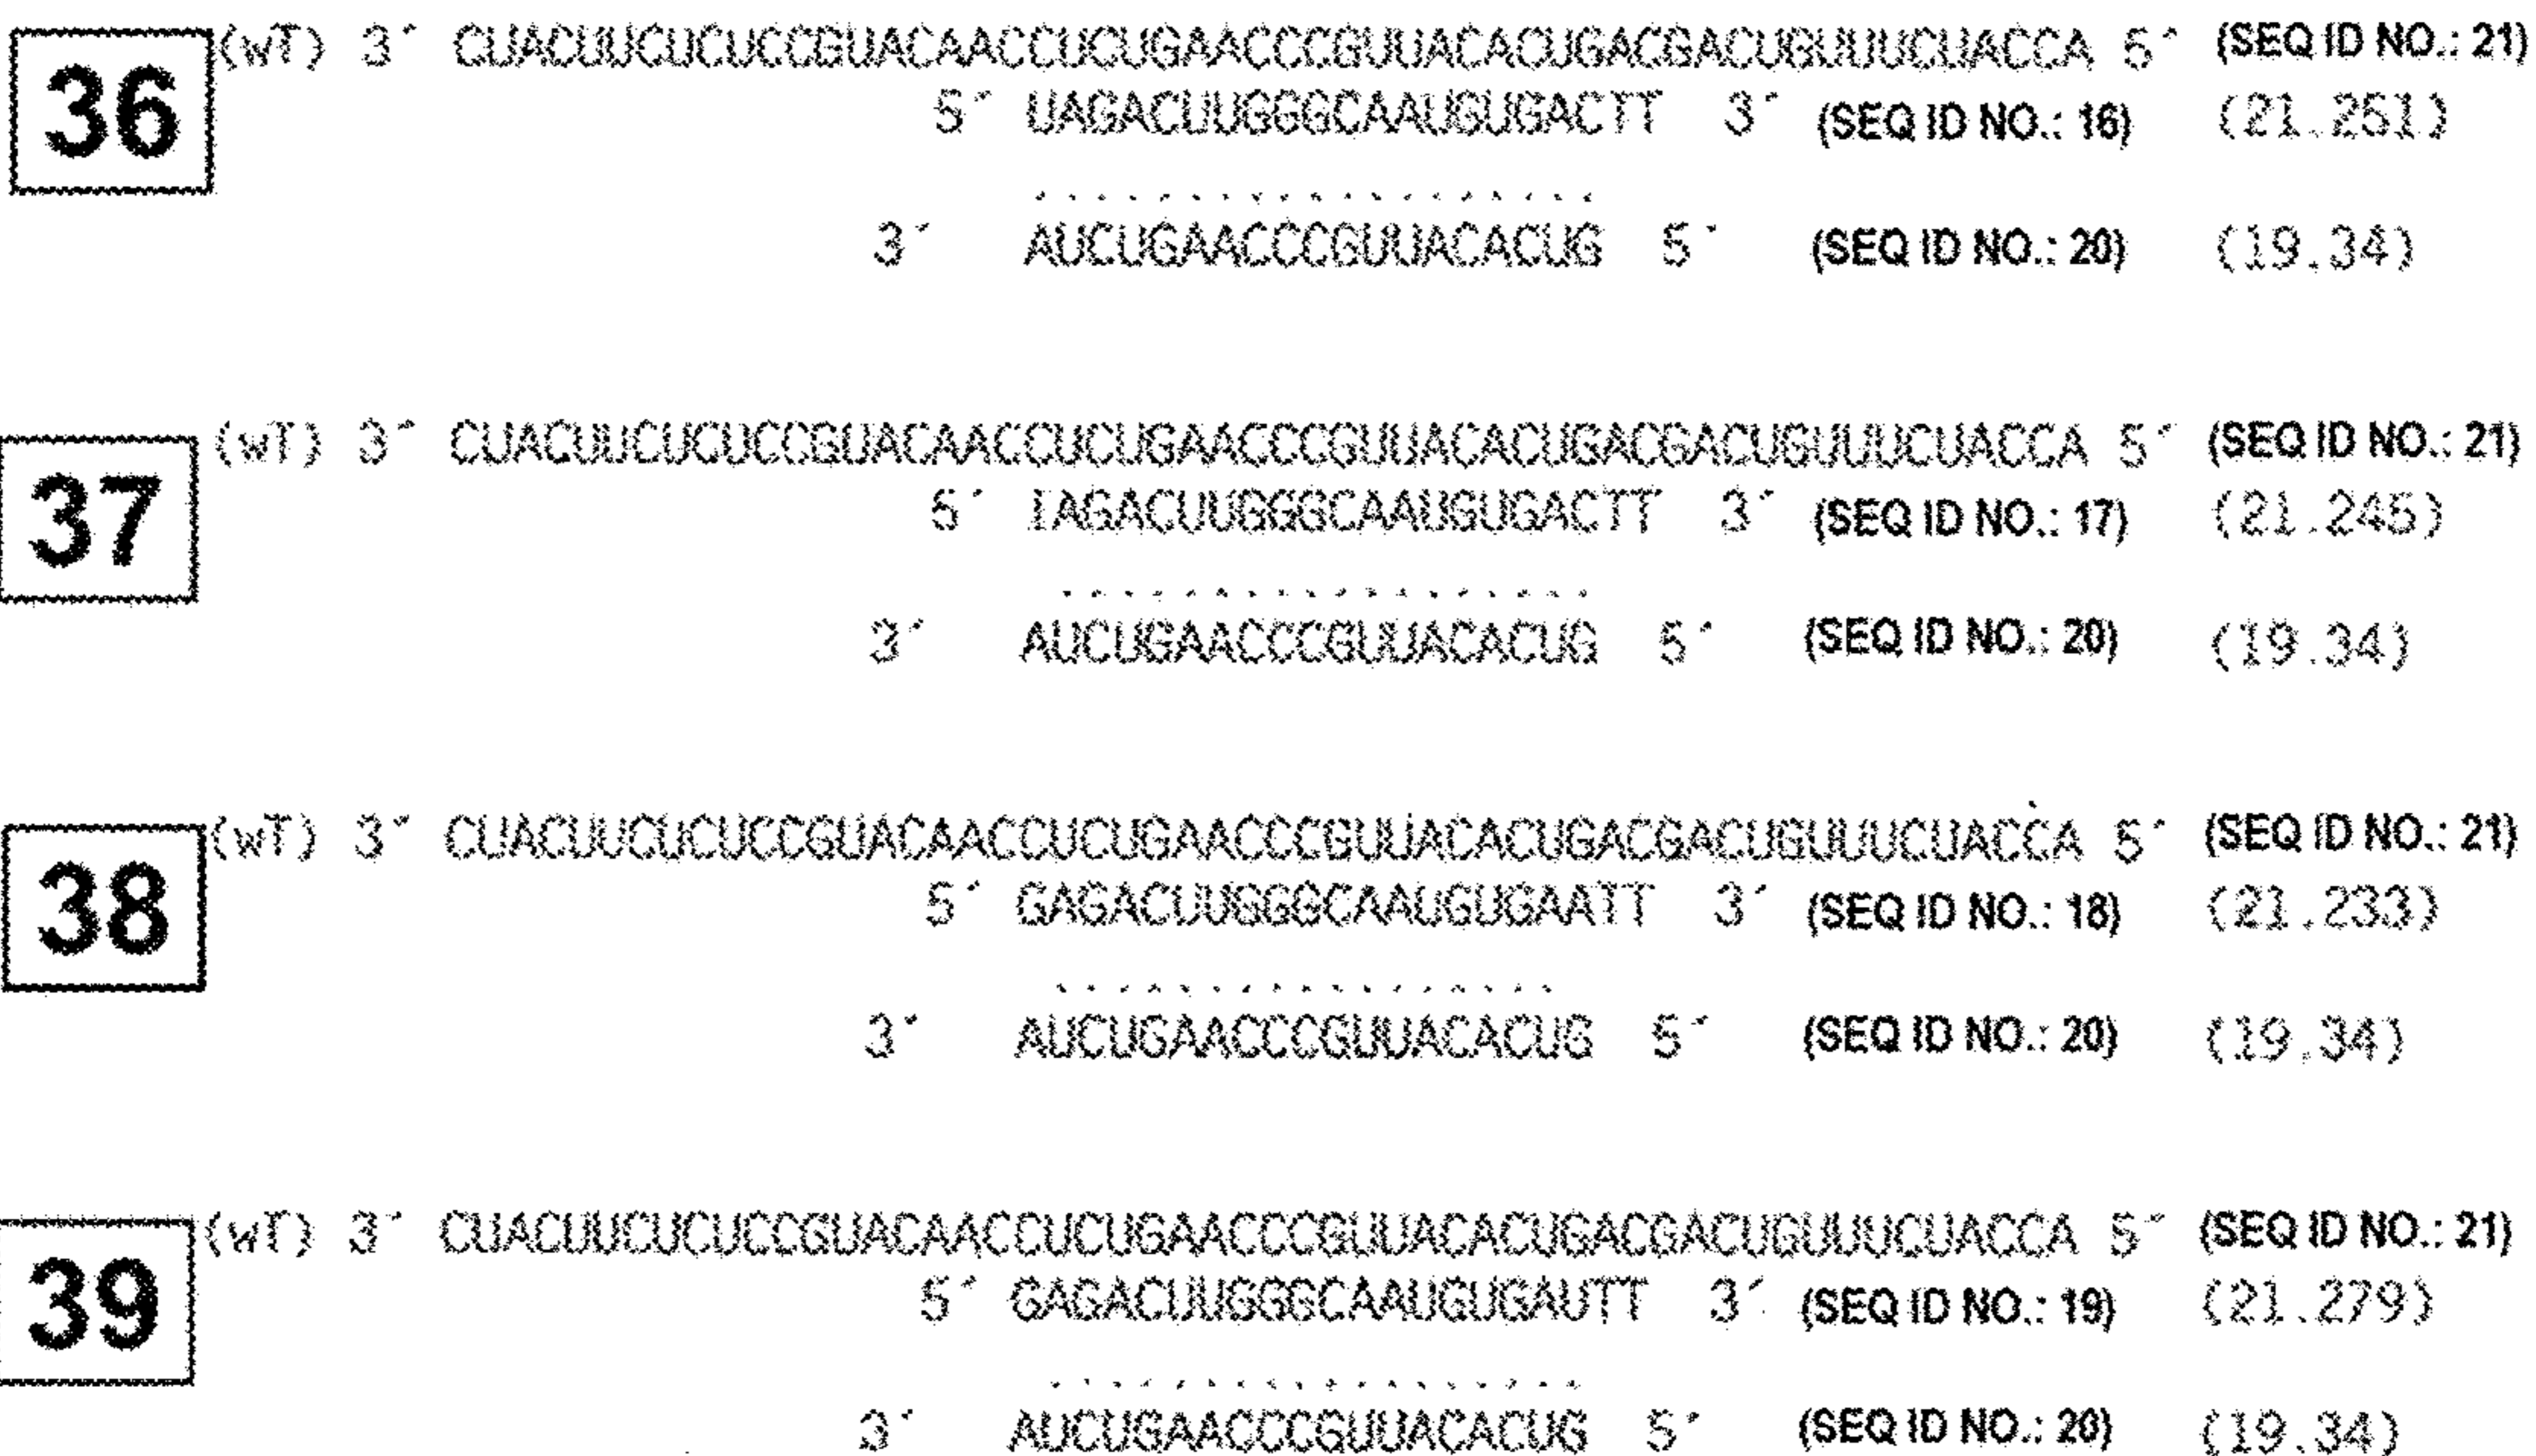 36 (wT) 3´ CUACUUCUCUCCGUACAACCUCUGAACCCGUUACACUGACGACUGUUUCUACCA 5´ (SEQ ID NO.: 21)
5´ UAGACUUGGGCAAUGUGACTT 3´ (SEQ ID NO.: 16) (21.251)
3´ AUCUGAACCCGUUACACUG 5´ (SEQ ID NO.: 20) (19.34)
37 (wT) 3´ CUACUUCUCUCCGUACAACCUCUGAACCCGUUACACUGACGACUGUUUCUACCA 5´ (SEQ ID NO.: 21)
5´ IAGACUUGGGCAAUGUGACTT 3´ (SEQ ID NO.: 17) (21.245)
3´ AUCUGAACCCGUUACACUG 5´ (SEQ ID NO.: 20) (19.34)
38 (wT) 3´ CUACUUCUCUCCGUACAACCUCUGAACCCGUUACACUGACGACUGUUUCUACCA 5´ (SEQ ID NO.: 21)
5´ GAGACUUGGGCAAUGUGAATT 3´ (SEQ ID NO.: 18) (21.233)
3´ AUCUGAACCCGUUACACUG 5´ (SEQ ID NO.: 20) (19.34)
39 (wT) 3´ CUACUUCUCUCCGUACAACCUCUGAACCCGUUACACUGACGACUGUUUCUACCA 5´ (SEQ ID NO.: 21)
5´ GAGACUUGGGCAAUGUGAUTT 3´ (SEQ ID NO.: 19) (21.279)
3´ AUCUGAACCCGUUACACUG 5´ (SEQ ID NO.: 20) (19.34)